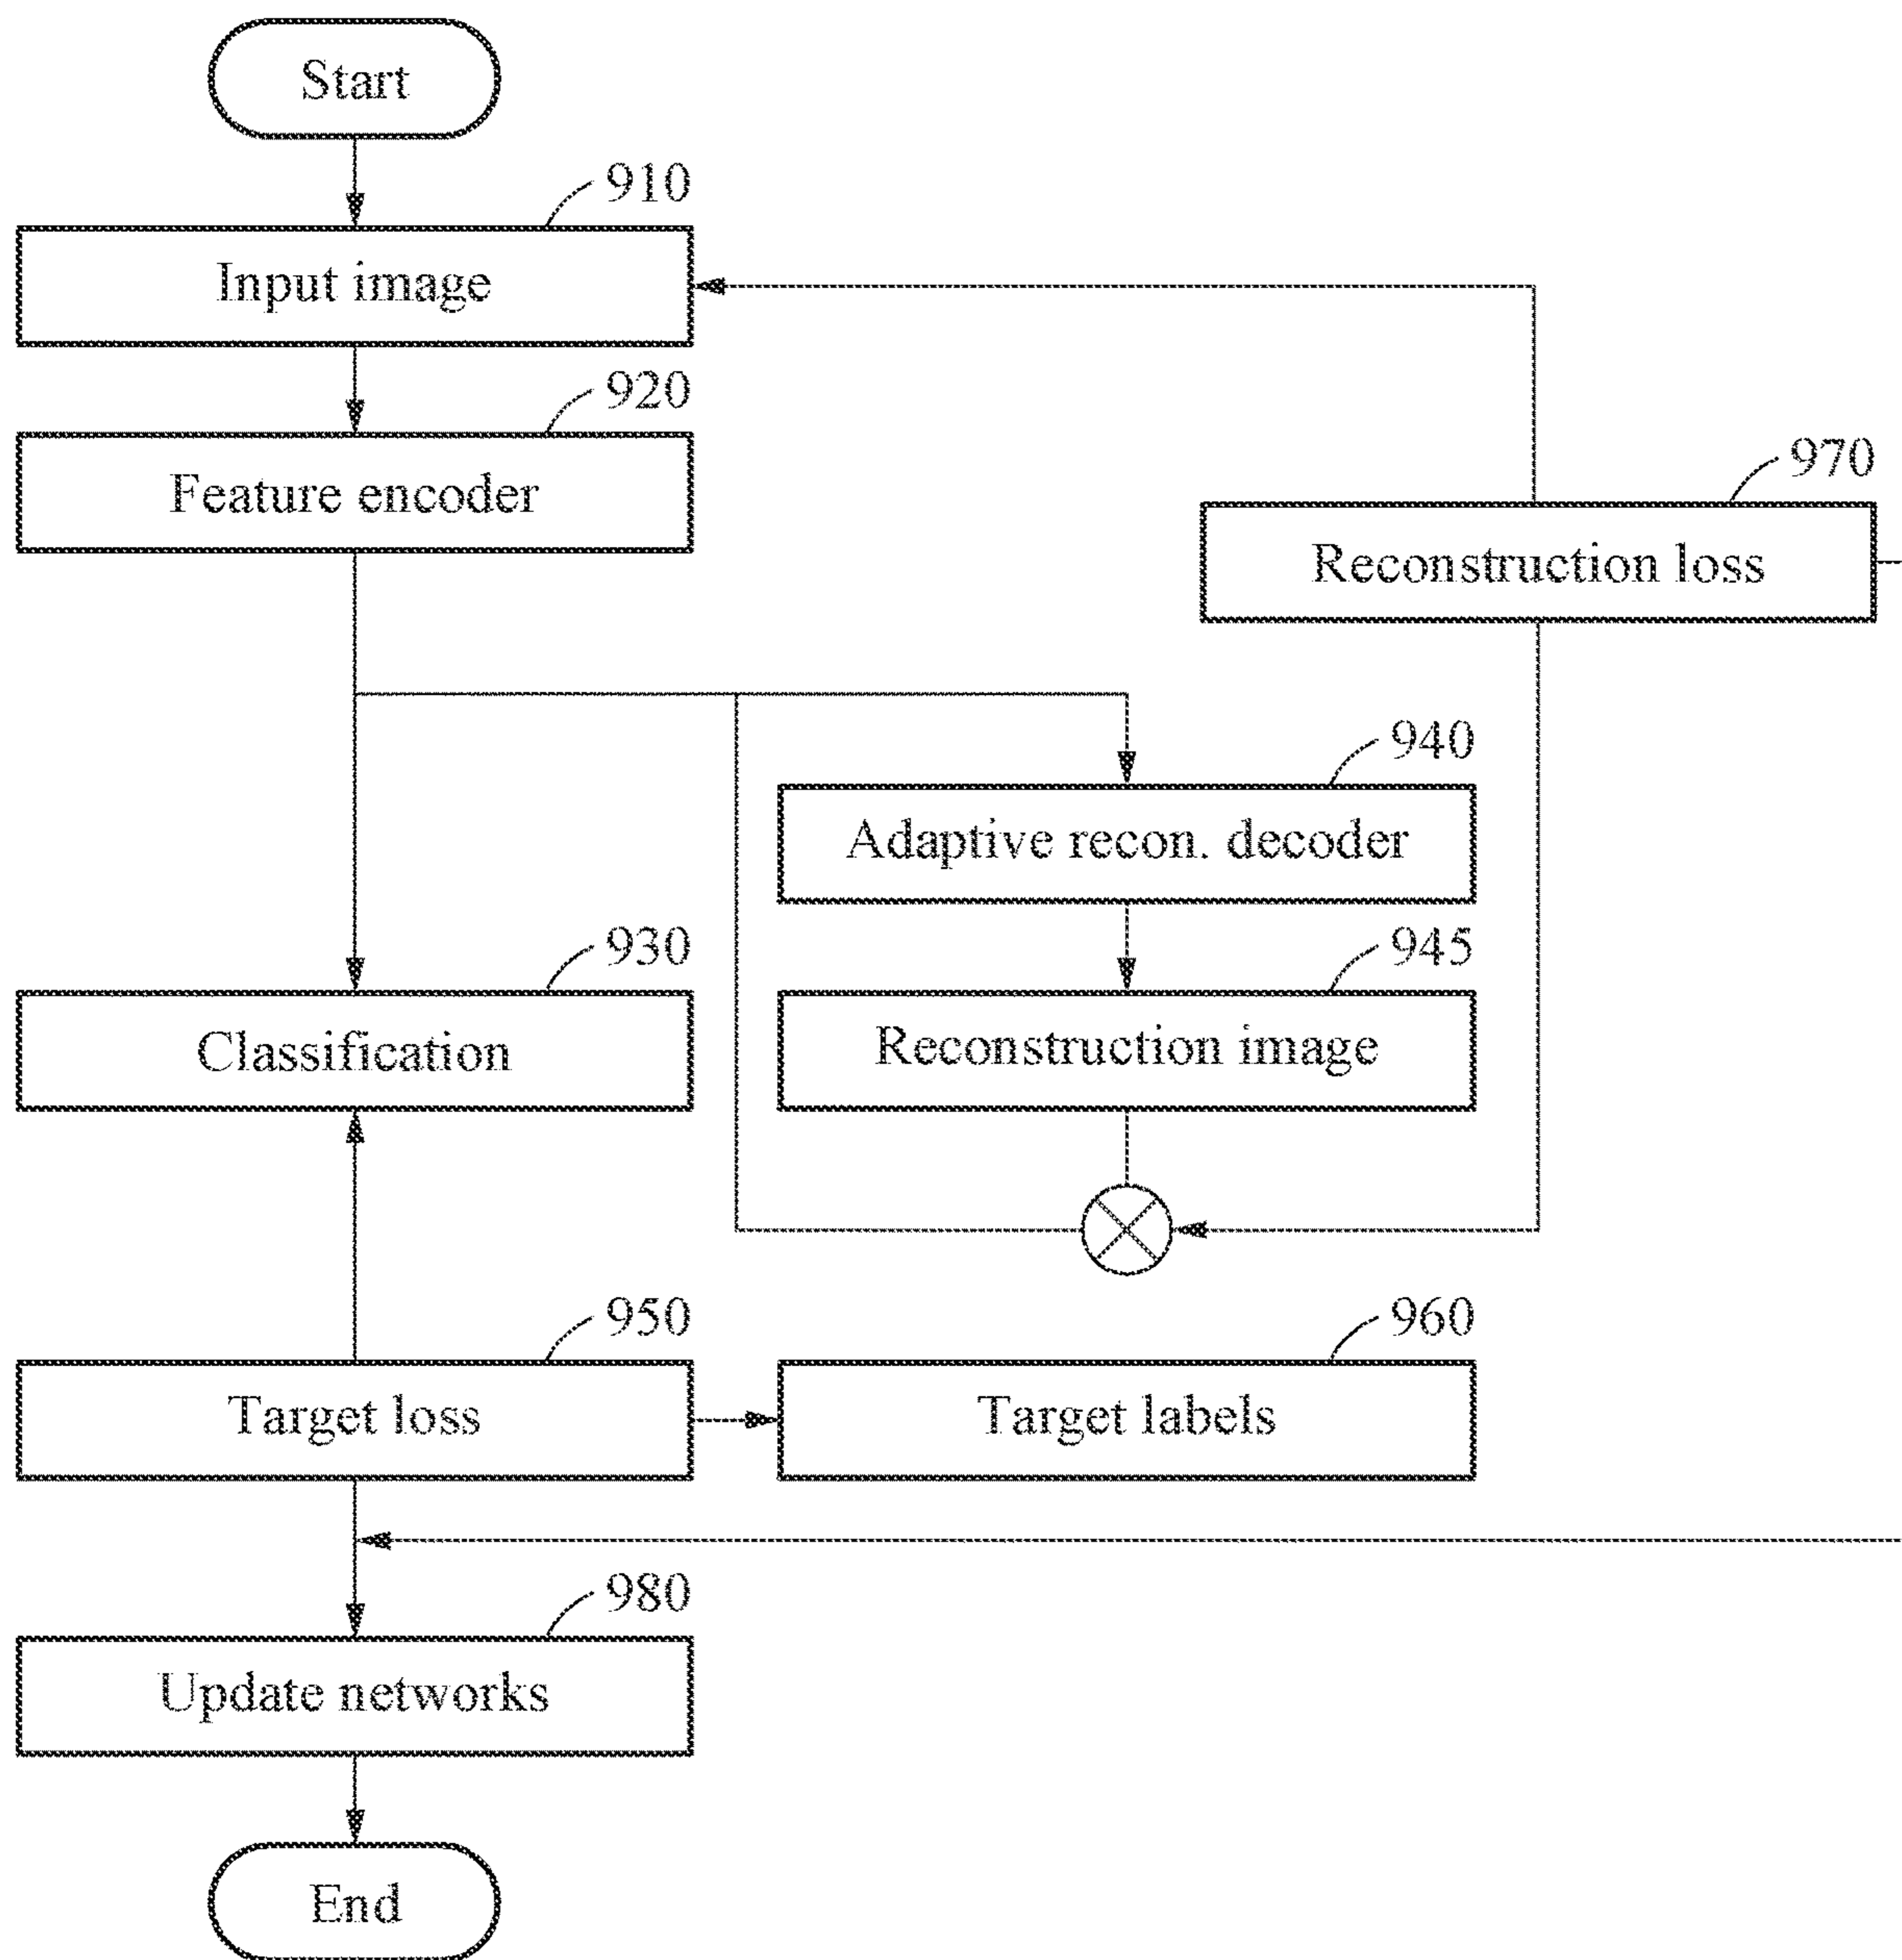 Start
910
Input image
920
Feature encoder
970
Reconstruction loss
940
Adaptive recon. decoder
930
945
Classification
Reconstruction image
950
960
Target loss
Target labels
980
Update networks
End